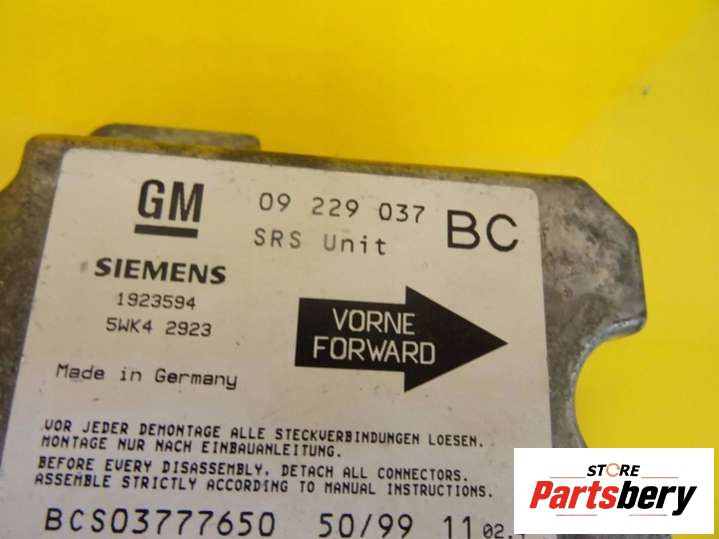 GM 09 229 037 BC
SRS Unit
SIEMENS
1923594
5WK4 2923
VORNE
FORWARD
Made in Germany
VOR JEDER DEMONTAGE ALLE STECKVERBINDUNGEN LOESEN.
MONTAGE NUR NACH EINBAUANLEITUNG.
BEFORE EVERY DISASSEMBLY, DETACH ALL CONNECTORS.
ASSEMBLE STRICTLY ACCORDING TO MANUAL INSTRUCTIONS.
BCS03777650 50/99 11
STORE
Partsbery